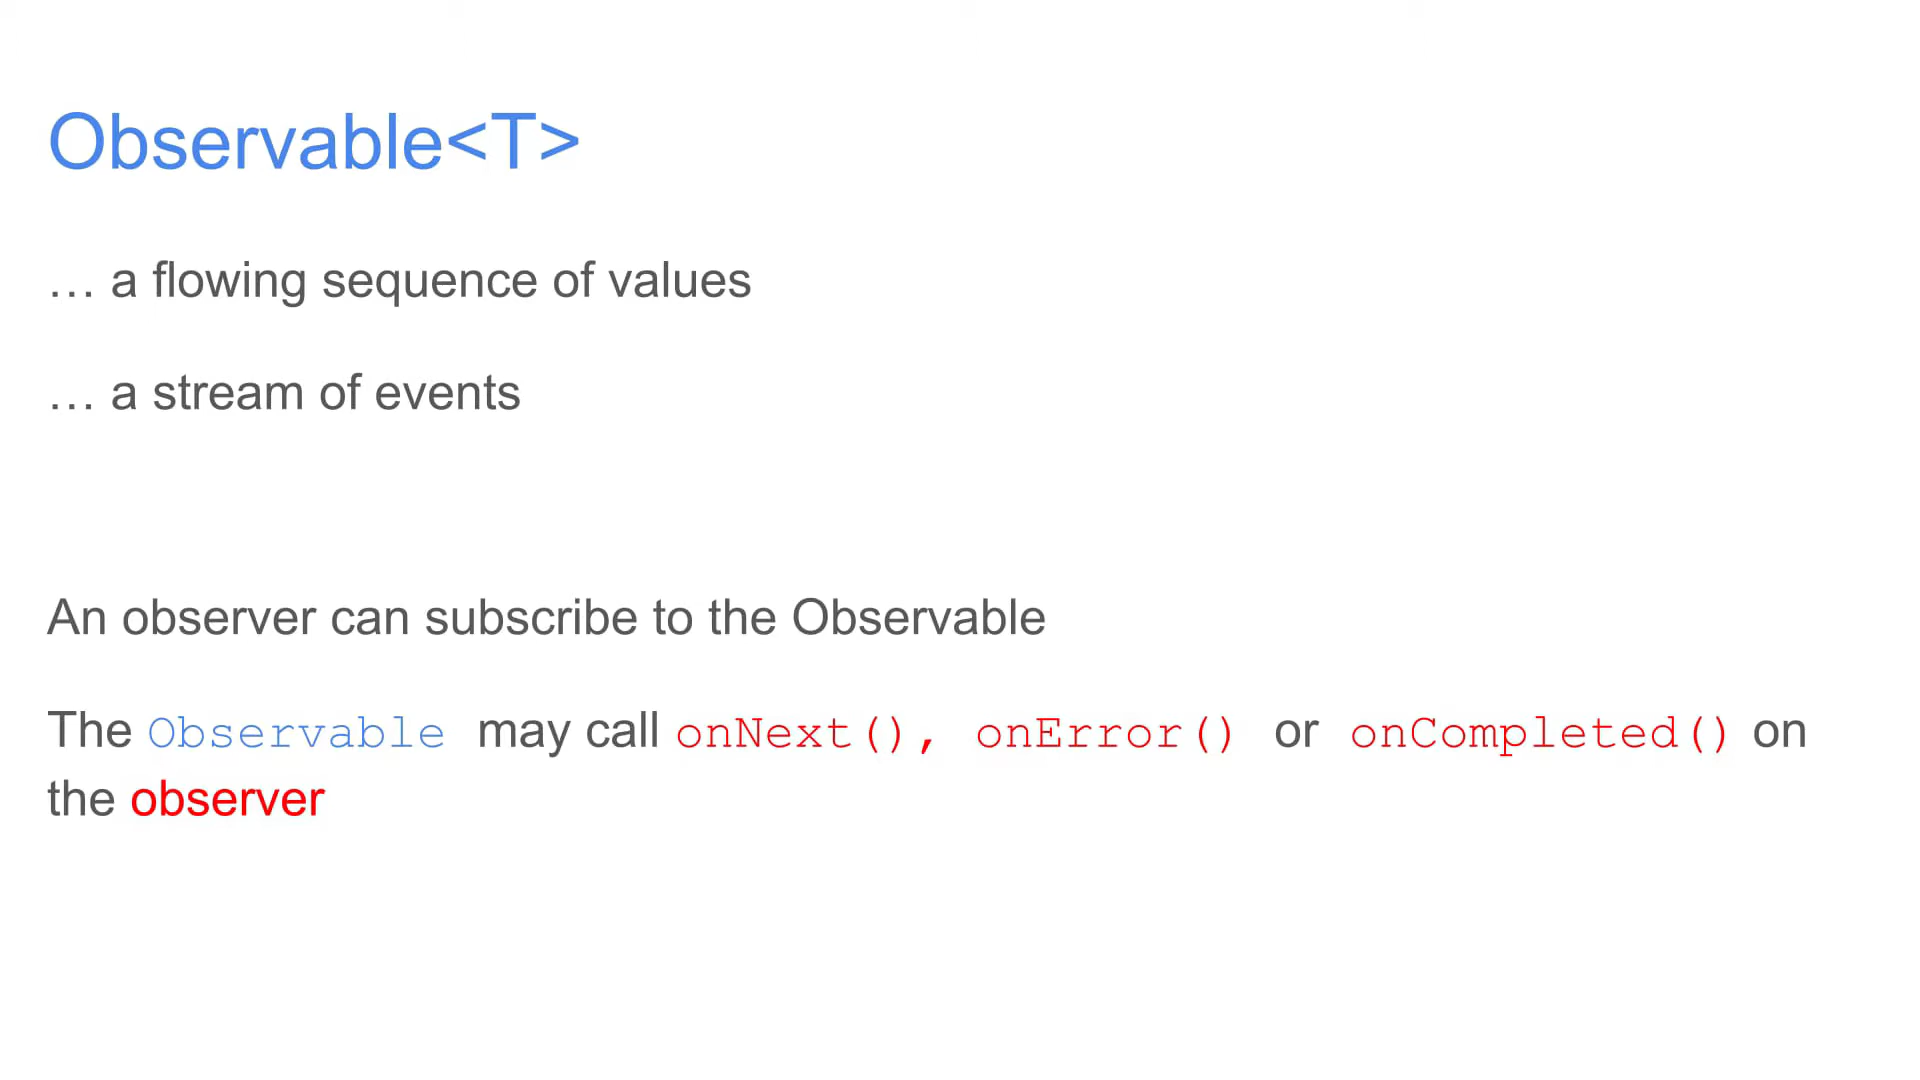 Observable<T>
… a flowing sequence of values
… a stream of events
An observer can subscribe to the Observable
The Observable may call onNext(), onError() or onCompleted() on
the observer